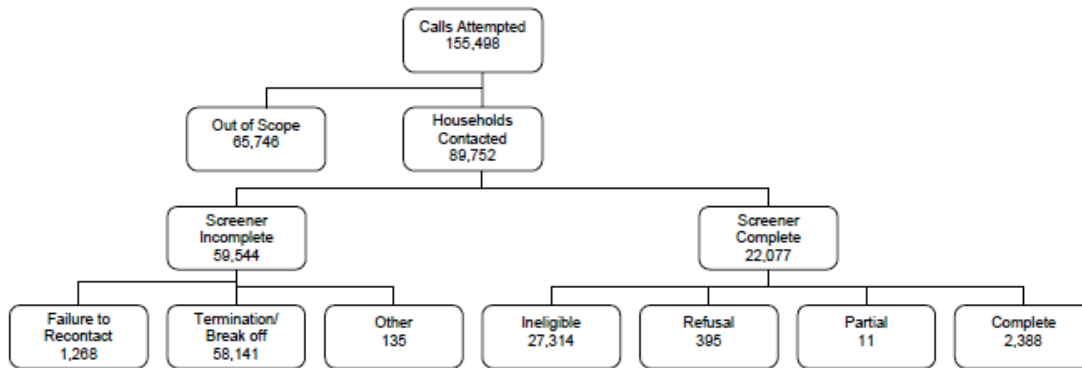 Calls Attempted
155,498
Out of Scope
65,746
Households
Contacted
89,752
Screener
Incomplete
59,544
Screener
Complete
22,077
Failure to
Recontact
1,268
Termination/
Break off
58,141
Other
135
Ineligible
27,314
Refusal
395
Partial
11
Complete
2,388